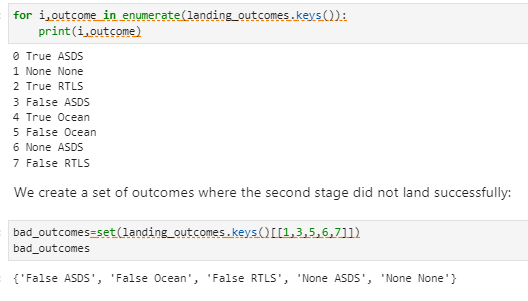 for i,outcome in enumerate(landing_outcomes.keys()):
    print(i,outcome)
0 True ASDS
1 None None
2 True RTLS
3 False ASDS
4 True Ocean
5 False Ocean
6 None ASDS
7 False RTLS
We create a set of outcomes where the second stage did not land successfully:
bad_outcomes=set(landing_outcomes.keys()[[1,3,5,6,7]])
bad_outcomes
{'False ASDS', 'False Ocean', 'False RTLS', 'None ASDS', 'None None'}